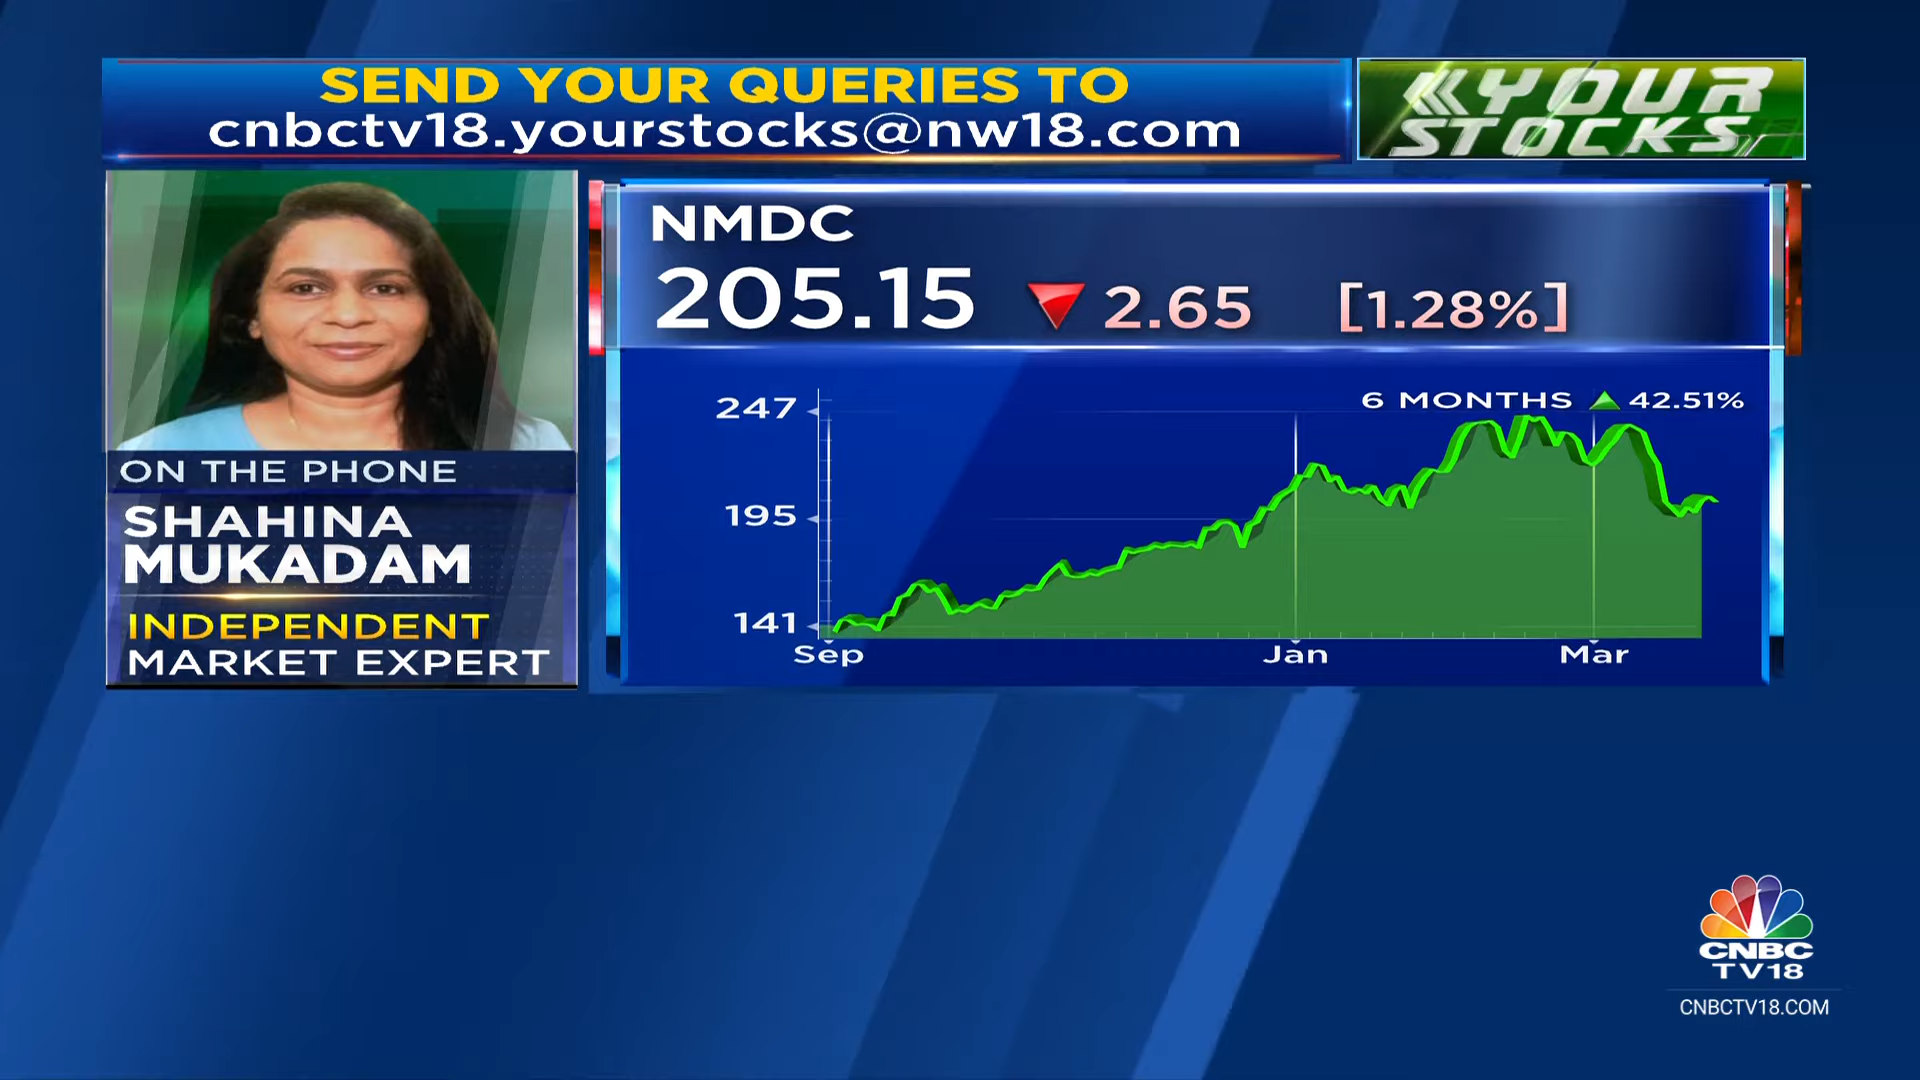 SEND YOUR QUERIES TO
cnbctv18.yourstocks@nw18.com
YOUR
STOCKS
ON THE PHONE
SHAHINA
MUKADAM
INDEPENDENT
MARKET EXPERT
NMDC
205.15 2.65 [1.28%]
6 MONTHS 42.51%
247
195
141
Sep Jan Mar
CNBC
TV18
CNBCTV18.COM